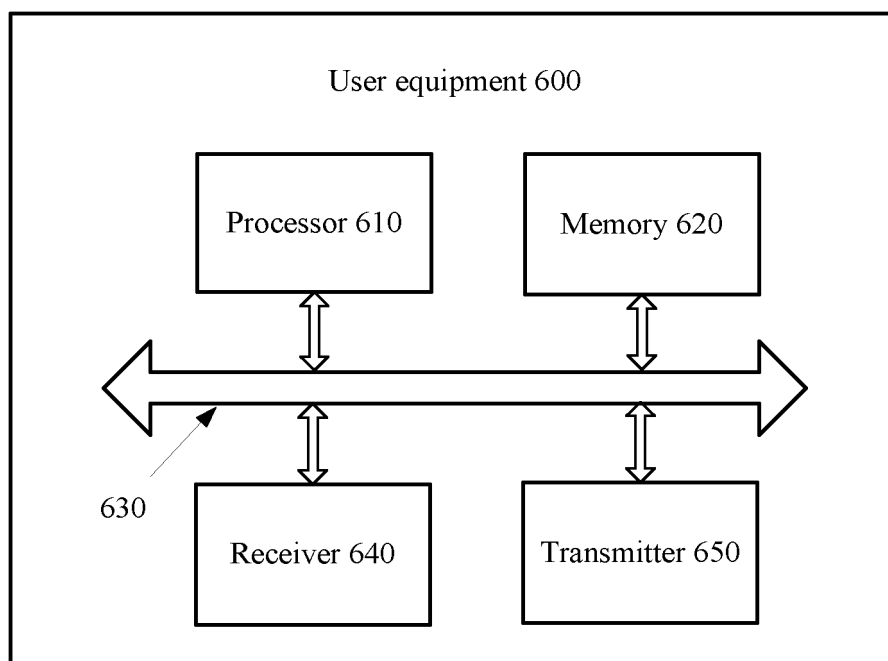 User equipment 600
Processor 610
Memory 620
630
Receiver 640
Transmitter 650